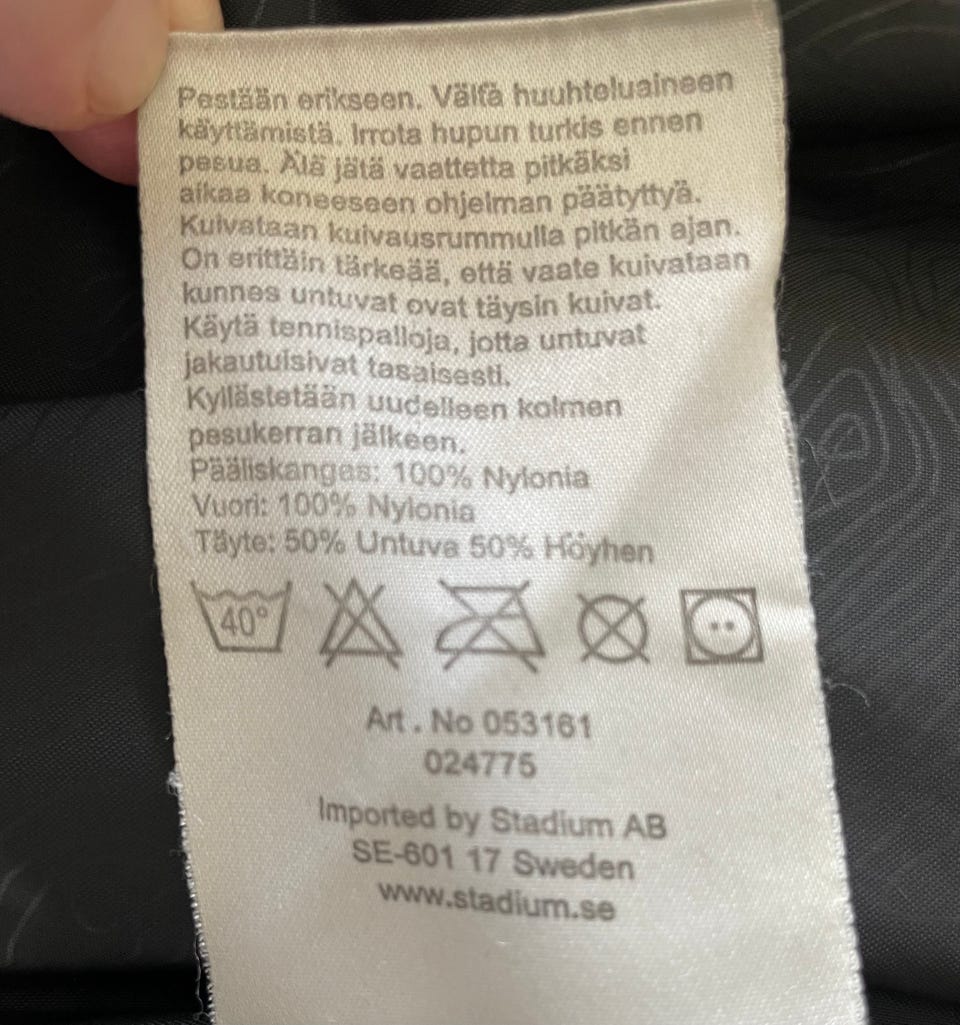 Pestään erikseen. Vältä huuhteluaineen
käyttämistä. Irrota hupun turkis ennen
pesua. Älä jätä vaattetta pitkäksi
aikaa koneeseen ohjelman päätyttyä.
Kuivataan kuivausrummulla pitkän ajan.
On erittäin tärkeää, että vaate kuivataan
kunnes untuvat ovat täysin kuivat.
Käytä tennispalloja, jotta untuvat
jakautuisivat tasaisesti.
Kyllästetään uudelleen kolmen
pesukerran jälkeen.
Pääliskangas: 100% Nylonia
Vuori: 100% Nylonia
Täyte: 50% Untuva 50% Höyhen
40°
Art . No 053161
024775
Imported by Stadium AB
SE-601 17 Sweden
www.stadium.se